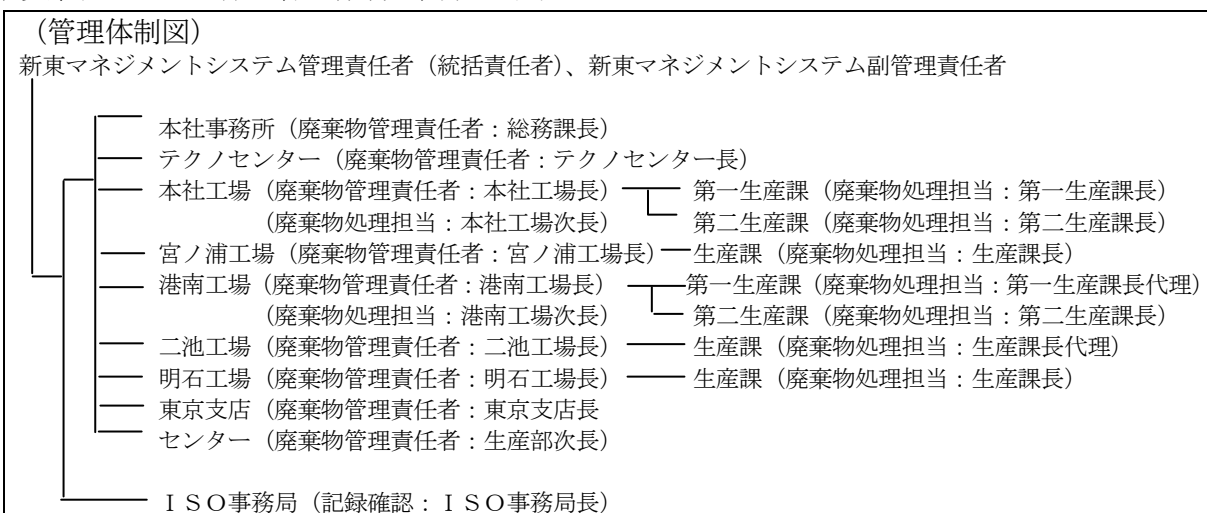 （管理体制図）
新東マネジメントシステム管理責任者（統括責任者）、新東マネジメントシステム副管理責任者
本社事務所（廃棄物管理責任者：総務課長）
テクノセンター（廃棄物管理責任者：テクノセンター長）
本社工場（廃棄物管理責任者：本社工場長） 第一生産課（廃棄物処理担当：第一生産課長）
（廃棄物処理担当：本社工場次長） 第二生産課（廃棄物処理担当：第二生産課長）
宮ノ浦工場（廃棄物管理責任者：宮ノ浦工場長） 生産課（廃棄物処理担当：生産課長）
港南工場（廃棄物管理責任者：港南工場長） 第一生産課（廃棄物処理担当：第一生産課長代理）
（廃棄物処理担当：港南工場次長） 第二生産課（廃棄物処理担当：第二生産課長）
二池工場（廃棄物管理責任者：二池工場長） 生産課（廃棄物処理担当：生産課長代理）
明石工場（廃棄物管理責任者：明石工場長） 生産課（廃棄物処理担当：生産課長）
東京支店（廃棄物管理責任者：東京支店長
センター（廃棄物管理責任者：生産部次長）
ＩＳＯ事務局（記録確認：ＩＳＯ事務局長）